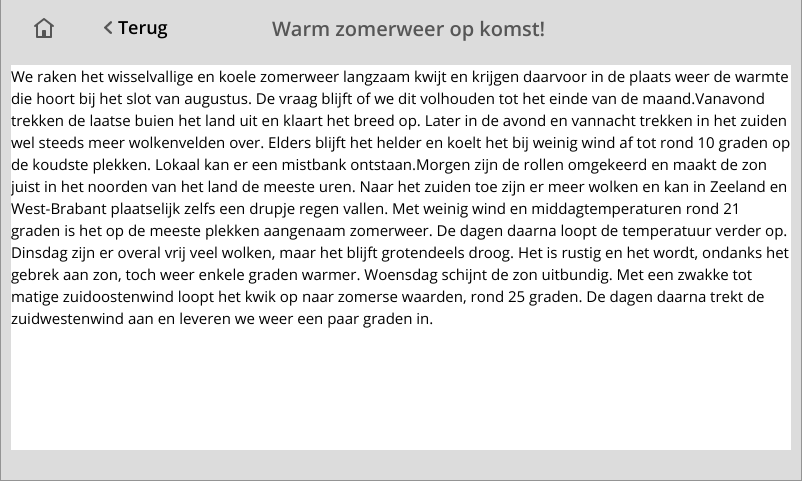 Terug
Warm zomerweer op komst!
We raken het wisselvallige en koele zomerweer langzaam kwijt en krijgen daarvoor in de plaats weer de warmte
die hoort bij het slot van augustus. De vraag blijft of we dit volhouden tot het einde van de maand.Vanavond
trekken de laatse buien het land uit en klaart het breed op. Later in de avond en vannacht trekken in het zuiden
wel steeds meer wolkenvelden over. Elders blijft het helder en koelt het bij weinig wind af tot rond 10 graden op
de koudste plekken. Lokaal kan er een mistbank ontstaan.Morgen zijn de rollen omgekeerd en maakt de zon
juist in het noorden van het land de meeste uren. Naar het zuiden toe zijn er meer wolken en kan in Zeeland en
West-Brabant plaatselijk zelfs een drupje regen vallen. Met weinig wind en middagtemperaturen rond 21
graden is het op de meeste plekken aangenaam zomerweer. De dagen daarna loopt de temperatuur verder op.
Dinsdag zijn er overal vrij veel wolken, maar het blijft grotendeels droog. Het is rustig en het wordt, ondanks het
gebrek aan zon, toch weer enkele graden warmer. Woensdag schijnt de zon uitbundig. Met een zwakke tot
matige zuidoostenwind loopt het kwik op naar zomerse waarden, rond 25 graden. De dagen daarna trekt de
zuidwestenwind aan en leveren we weer een paar graden in.